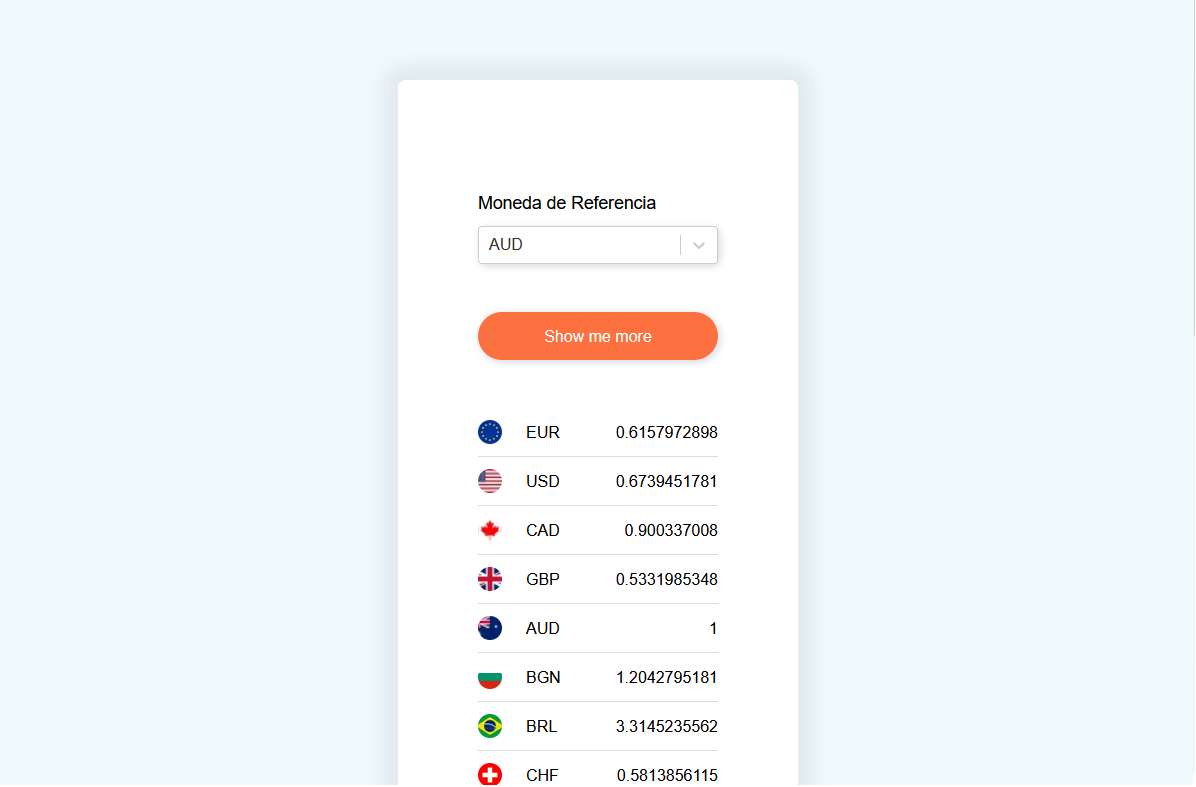 Moneda de Referencia
AUD
Show me more
EUR 0.6157972898
USD 0.6739451781
CAD 0.900337008
GBP 0.5331985348
AUD 1
BGN 1.2042795181
BRL 3.3145235562
CHF 0.5813856115